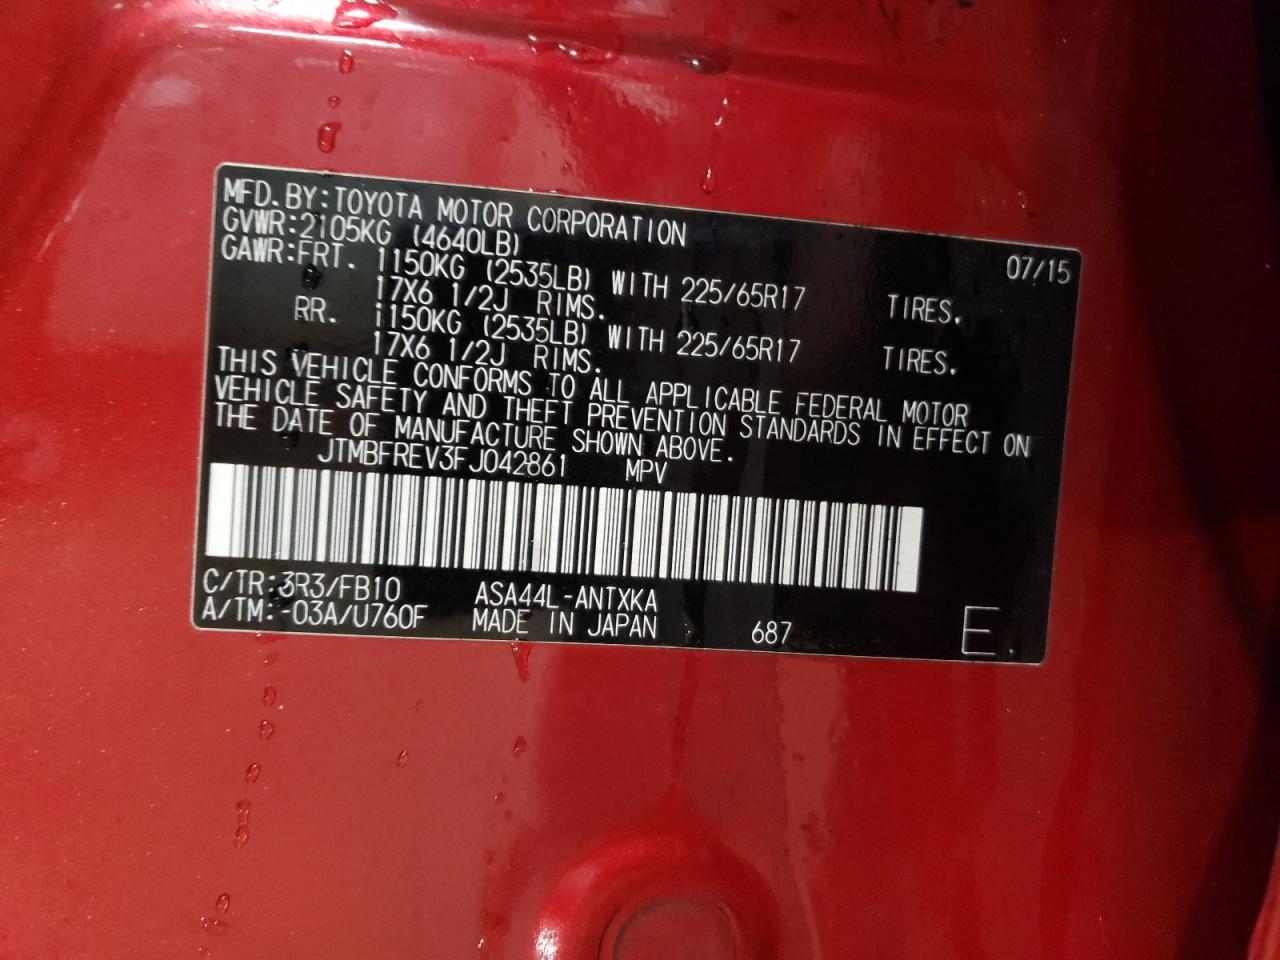 MFD.BY:TOYOTA MOTOR CORPORATION 07/15
GVWR:2105KG (4640LB)
GAWR:FRT. 1150KG (2535LB) WITH 225/65R17 TIRES.
17X6 1/2J RIMS.
RR. 1150KG (2535LB) WITH 225/65R17 TIRES.
17X6 1/2J RIMS.
THIS VEHICLE CONFORMS TO ALL APPLICABLE FEDERAL MOTOR
VEHICLE SAFETY AND THEFT PREVENTION STANDARDS IN EFFECT ON
THE DATE OF MANUFACTURE SHOWN ABOVE.
JTMBFREV3FJ042861 MPV
C/TR:3R3/FB10 ASA44L-ANTXKA
A/TM:-03A/U760F MADE IN JAPAN 687 E.